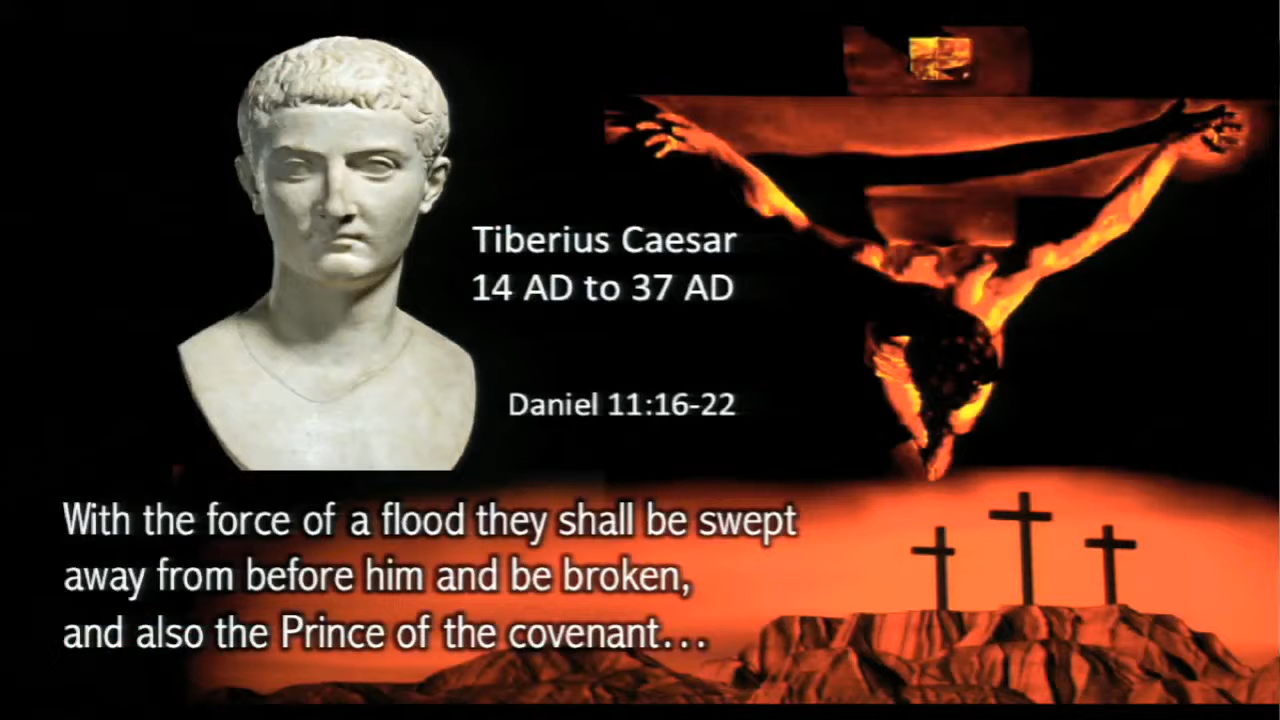 Tiberius Caesar
14 AD to 37 AD
Daniel 11:16-22
With the force of a flood they shall be swept
away from before him and be broken,
and also the Prince of the covenant...